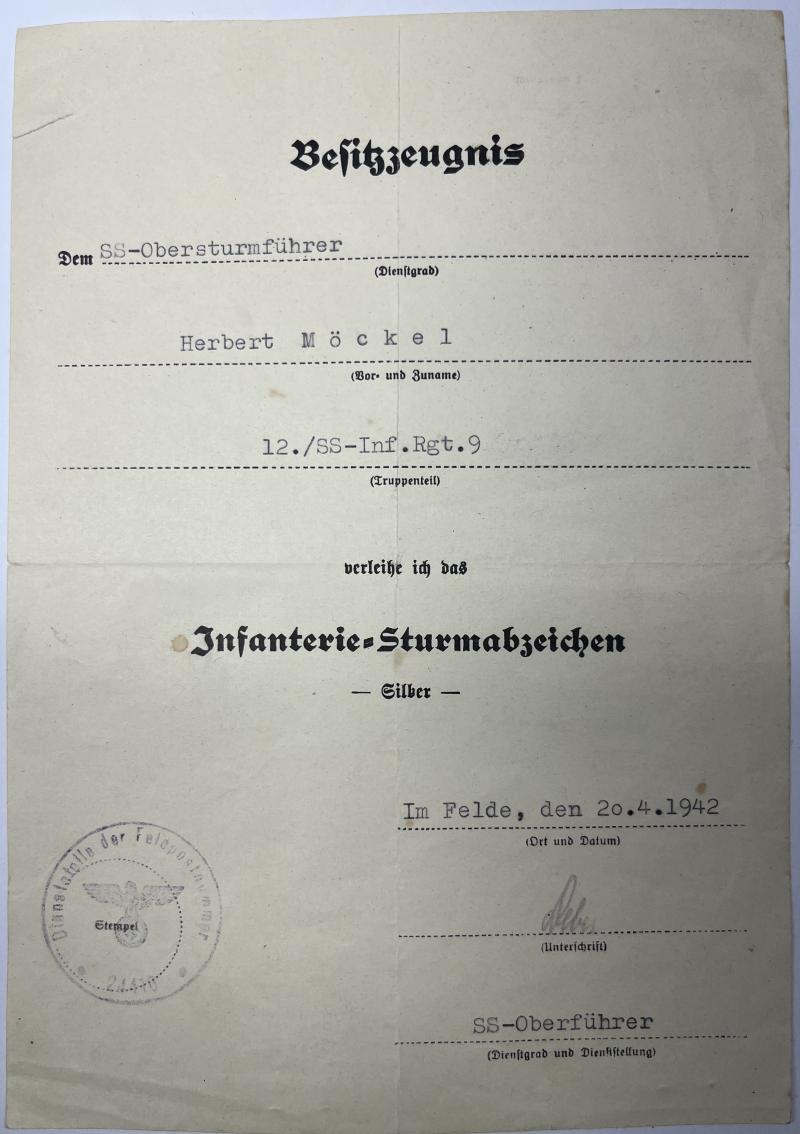 Besitzzeugnis
Dem SS-Obersturmführer
(Dienstgrad)
Herbert Möckel
(Vor- und Zuname)
12./SS-Inf.Rgt.9
(Truppenteil)
verleihe ich das
Infanterie-Sturmabzeichen
— Silber —
Im Felde, den 20.4.1942
(Ort und Datum)
(Unterschrift)
SS-Oberführer
(Dienstgrad und Dienststellung)
Dienststelle der Feldpostnummer
Stempel